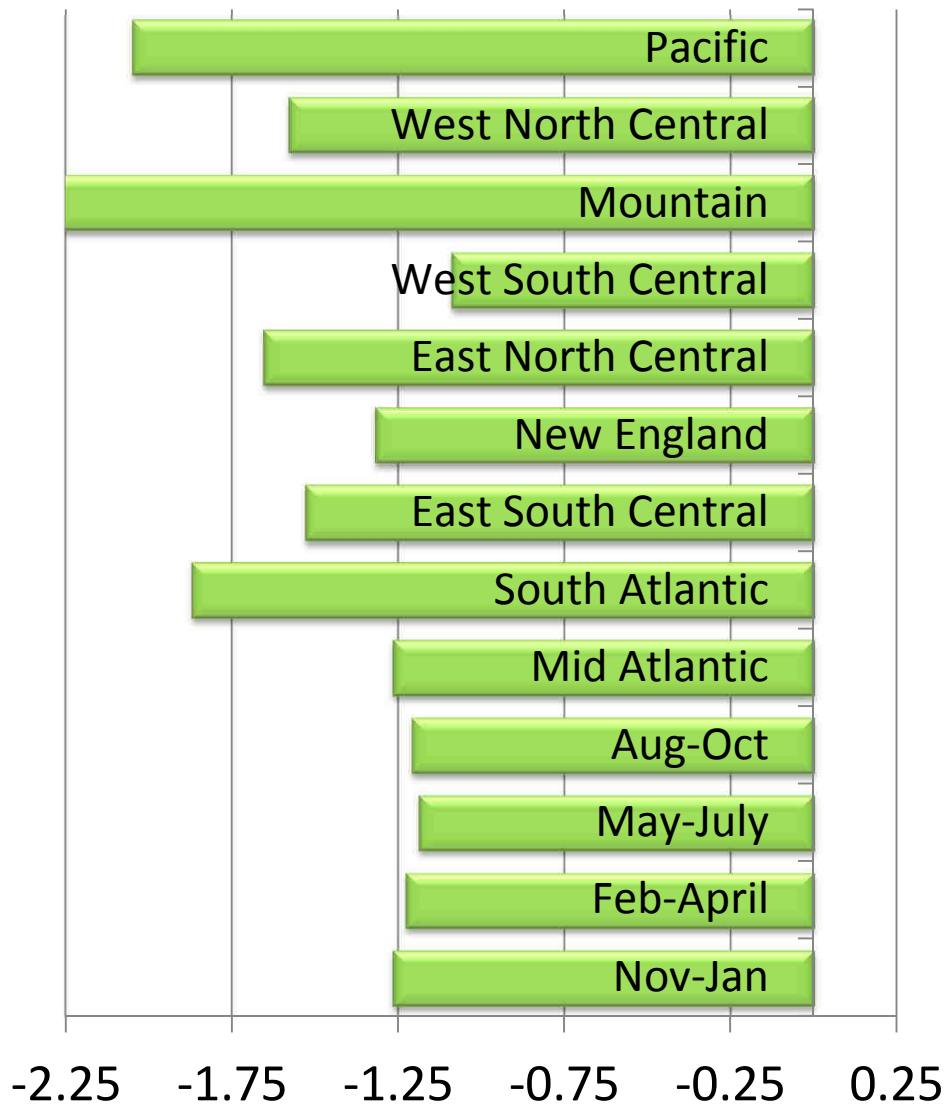 Pacific
West North Central
Mountain
West South Central
East North Central
New England
East South Central
South Atlantic
Mid Atlantic
Aug-Oct
May-July
Feb-April
Nov-Jan
-2.25 -1.75 -1.25 -0.75 -0.25 0.25